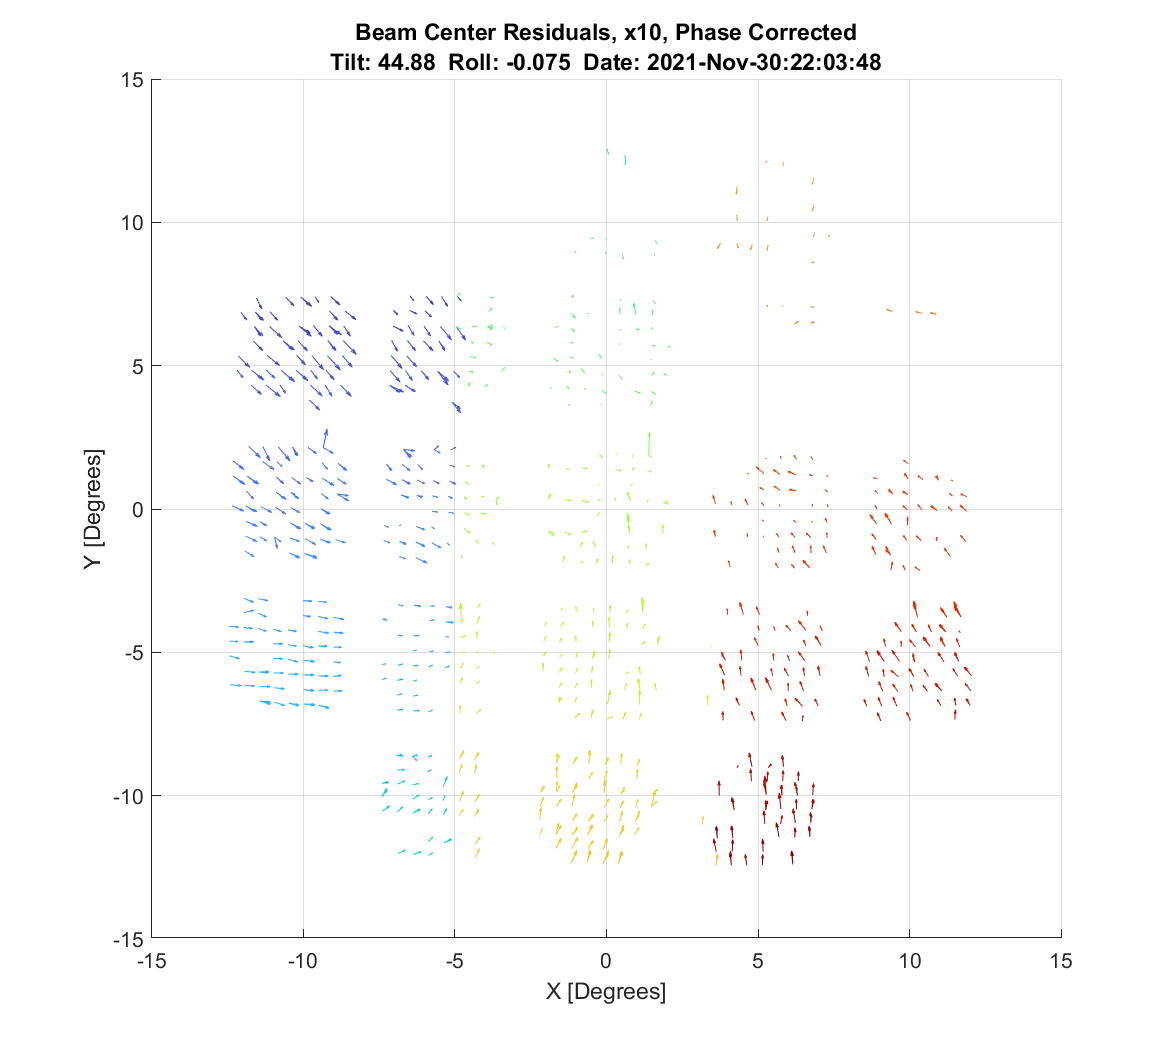 Beam Center Residuals, x10, Phase Corrected
Tilt: 44.88 Roll: -0.075 Date: 2021-Nov-30:22:03:48
15
10
5
0
-5
-10
-15
Y [Degrees]
-15 -10 -5 0 5 10 15
X [Degrees]